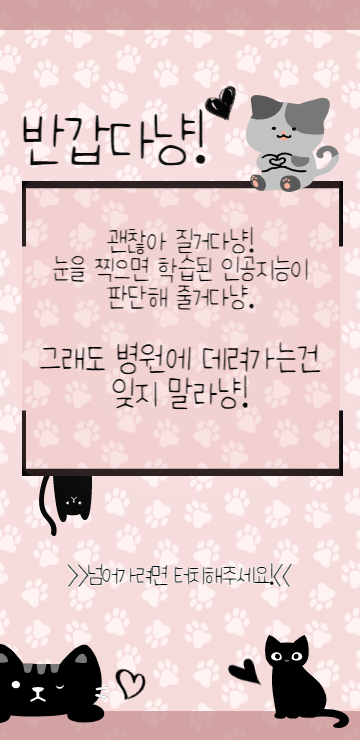 반갑다냥!
괜찮아 질거다냥!
눈을 찍으면 학습된 인공지능이
판단해 줄거다냥.
그래도 병원에 데려가는건
잊지 말라냥!
>>넘어가려면 터치해주세요!<<